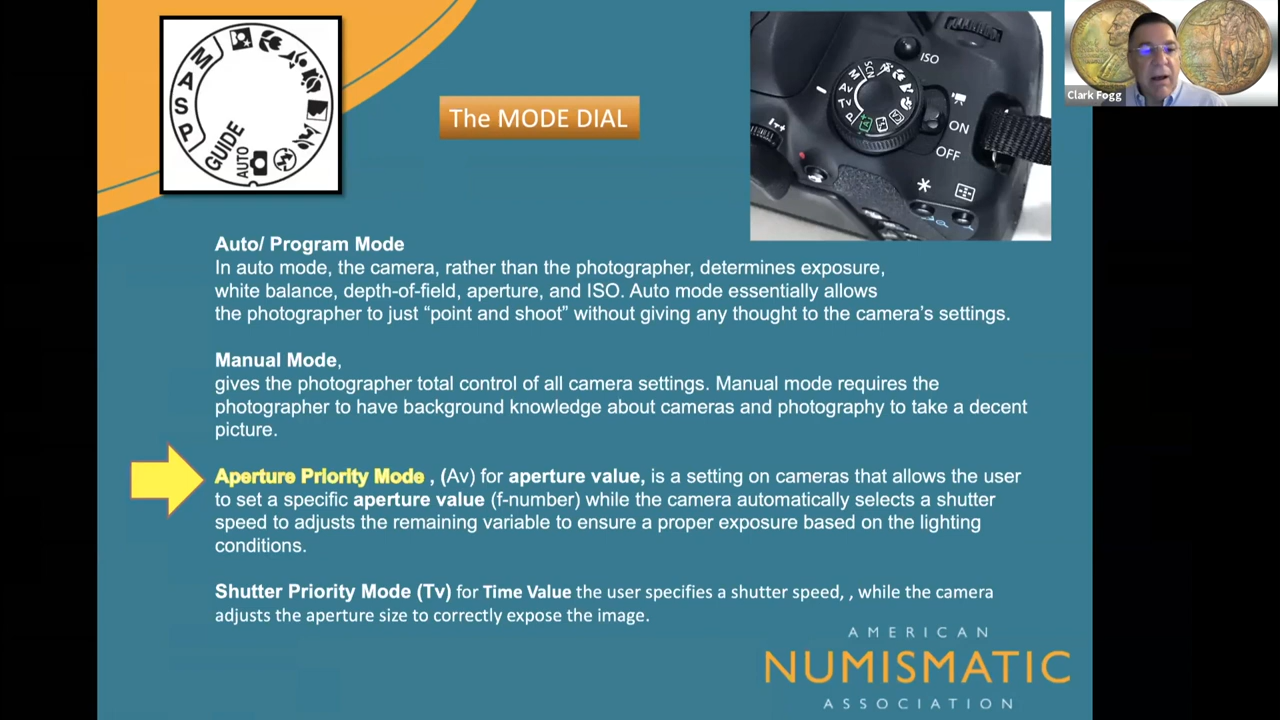 M
A
S
P
GUIDE
AUTO
The MODE DIAL
ISO
SCN
M
Av
Tv
P
ON
OFF
Clark Fogg
Auto/ Program Mode
In auto mode, the camera, rather than the photographer, determines exposure,
white balance, depth-of-field, aperture, and ISO. Auto mode essentially allows
the photographer to just “point and shoot” without giving any thought to the camera’s settings.
Manual Mode,
gives the photographer total control of all camera settings. Manual mode requires the
photographer to have background knowledge about cameras and photography to take a decent
picture.
Aperture Priority Mode , (Av) for aperture value, is a setting on cameras that allows the user
to set a specific aperture value (f-number) while the camera automatically selects a shutter
speed to adjusts the remaining variable to ensure a proper exposure based on the lighting
conditions.
Shutter Priority Mode (Tv) for Time Value the user specifies a shutter speed, , while the camera
adjusts the aperture size to correctly expose the image.
AMERICAN
NUMISMATIC
ASSOCIATION